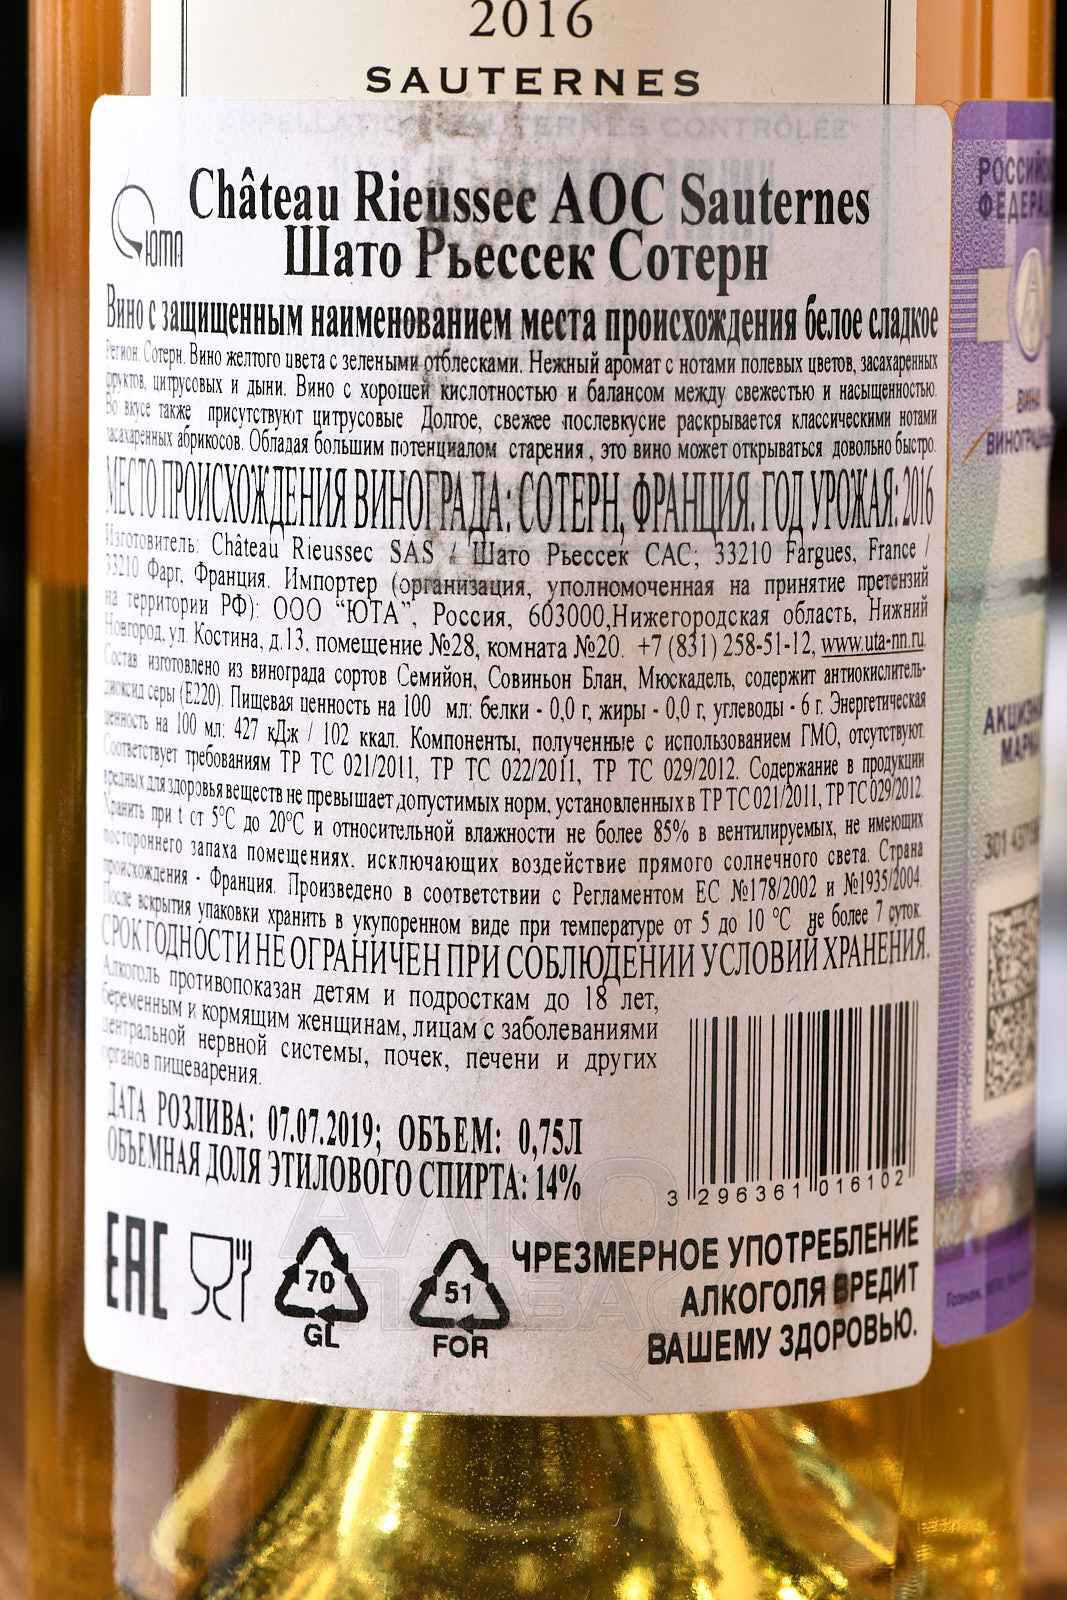 2016
SAUTERNES
APPELLATION SAUTERNES CONTRÔLÉE
ЮТА
Château Rieussec AOC Sauternes
Шато Рьессек Сотерн
Вино с защищенным наименованием места происхождения белое сладкое
Регион: Сотерн. Вино желтого цвета с зелеными отблесками. Нежный аромат с нотами полевых цветов, засахаренных
фруктов, цитрусовых и дыни. Вино с хорошей кислотностью и балансом между свежестью и насыщенностью.
Во вкусе также присутствуют цитрусовые Долгое, свежее послевкусие раскрывается классическими нотами
засахаренных абрикосов. Обладая большим потенциалом старения, это вино может открываться довольно быстро.
МЕСТО ПРОИСХОЖДЕНИЯ ВИНОГРАДА: СОТЕРН, ФРАНЦИЯ. ГОД УРОЖАЯ: 2016
Изготовитель: Château Rieussec SAS / Шато Рьессек САС; 33210 Fargues, France /
33210 Фарг, Франция. Импортер (организация, уполномоченная на принятие претензий
на территории РФ): ООО “ЮТА”, Россия, 603000,Нижегородская область, Нижний
Новгород, ул. Костина, д.13, помещение №28, комната №20. +7 (831) 258-51-12, www.uta-nn.ru.
Состав: изготовлено из винограда сортов Семийон, Совиньон Блан, Мюскадель, содержит антиокислитель-
диоксид серы (Е220). Пищевая ценность на 100 мл: белки - 0,0 г, жиры - 0,0 г, углеводы - 6 г. Энергетическая
ценность на 100 мл: 427 кДж / 102 ккал. Компоненты, полученные с использованием ГМО, отсутствуют.
Соответствует требованиям ТР ТС 021/2011, ТР ТС 022/2011, ТР ТС 029/2012. Содержание в продукции
вредных для здоровья веществ не превышает допустимых норм, установленных в ТР ТС 021/2011, ТР ТС 029/2012.
Хранить при t от 5°С до 20°С и относительной влажности не более 85% в вентилируемых, не имеющих
постороннего запаха помещениях, исключающих воздействие прямого солнечного света. Страна
происхождения - Франция. Произведено в соответствии с Регламентом ЕС №178/2002 и №1935/2004.
После вскрытия упаковки хранить в укупоренном виде при температуре от 5 до 10 °С не более 7 суток.
СРОК ГОДНОСТИ НЕ ОГРАНИЧЕН ПРИ СОБЛЮДЕНИИ УСЛОВИЙ ХРАНЕНИЯ.
Алкоголь противопоказан детям и подросткам до 18 лет,
беременным и кормящим женщинам, лицам с заболеваниями
центральной нервной системы, почек, печени и других
органов пищеварения.
ДАТА РОЗЛИВА: 07.07.2019; ОБЪЕМ: 0,75Л
ОБЪЕМНАЯ ДОЛЯ ЭТИЛОВОГО СПИРТА: 14%
3 296361 016102
EAC
70
GL
51
FOR
ЧРЕЗМЕРНОЕ УПОТРЕБЛЕНИЕ
АЛКОГОЛЯ ВРЕДИТ
ВАШЕМУ ЗДОРОВЬЮ.
РОССИЙС
ФЕДЕРАЦ
ВИНА
ВИНОГРАДНЫ
АКЦИЗНА
МАРКА
301
Гознак